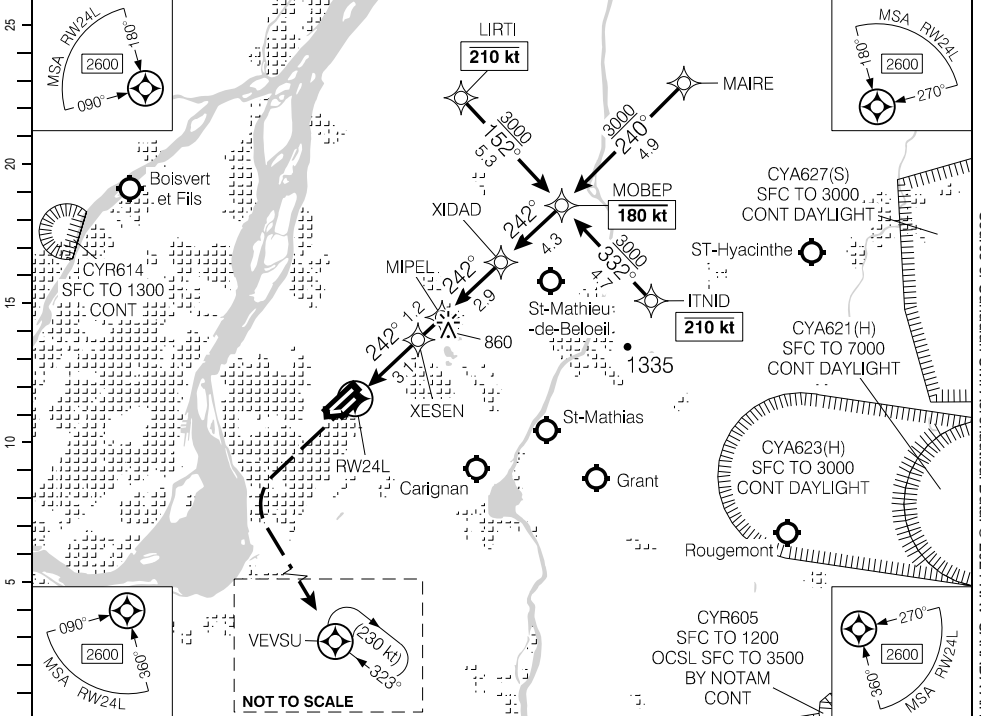 25
20
15
10
5
MSA RW24L
180°
2600
090°
LIRTI
210 kt
MAIRE
MSA RW24L
180°
2600
270°
3000
152°
5.3
3000
240°
4.9
Boisvert
et Fils
XIDAD
MOBEP
180 kt
CYA627(S)
SFC TO 3000
CONT DAYLIGHT
242°
4.3
3000
332°
4.7
ST-Hyacinthe
MIPEL
242°
2.9
CYR614
SFC TO 1300
CONT
St-Mathieu
-de-Beloeil
ITNID
210 kt
1.2
242°
860
CYA621(H)
SFC TO 7000
CONT DAYLIGHT
3.1
1335
XESEN
St-Mathias
RW24L
Carignan
Grant
CYA623(H)
SFC TO 3000
CONT DAYLIGHT
Rougemont
090°
360°
2600
MSA RW24L
VEVSU
(230 kt)
323°
NOT TO SCALE
CYR605
SFC TO 1200
OCSL SFC TO 3500
BY NOTAM
CONT
270°
2600
360°
MSA RW24L